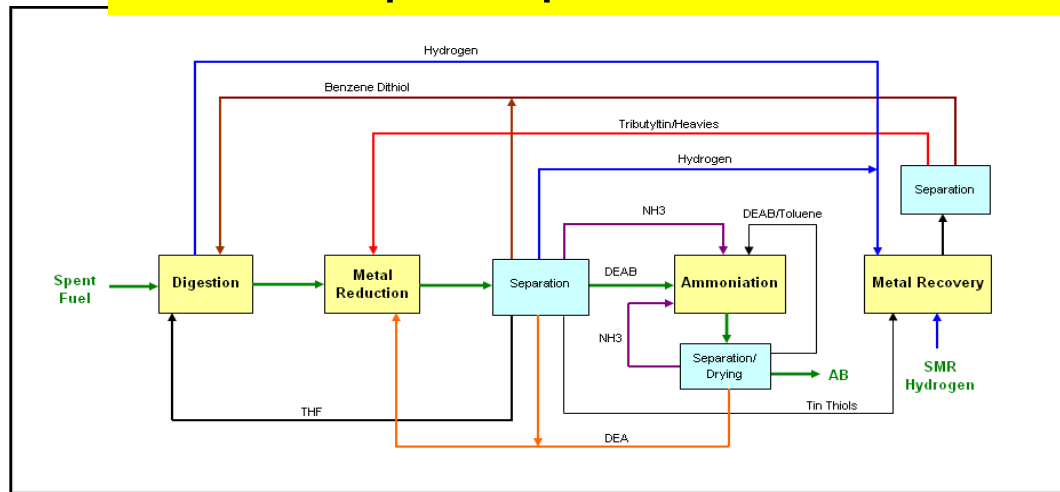 Hydrogen
Benzene Dithiol
Tributyltin/Heavies
Hydrogen
Separation
NH3
DEAB/Toluene
Spent
Fuel
Digestion
Metal
Reduction
Separation
DEAB
Ammoniation
Metal Recovery
NH3
Separation/
Drying
AB
SMR
Hydrogen
THF
Tin Thiols
DEA